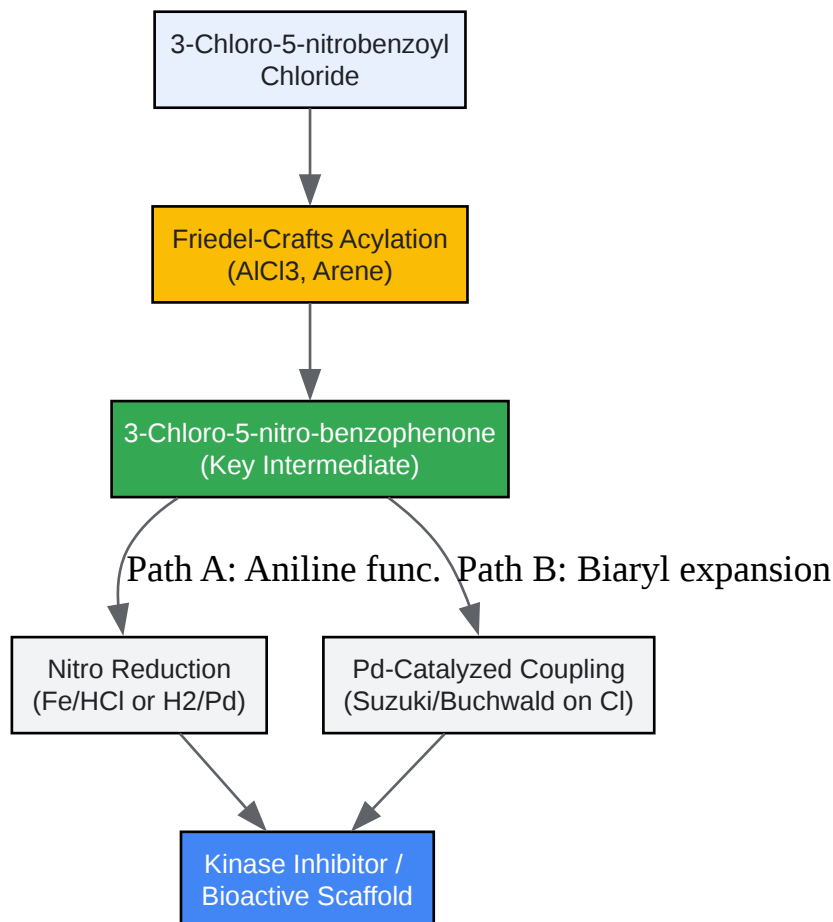 3-Chloro-5-nitrobenzoyl
Chloride
Friedel-Crafts Acylation
(AlCl3, Arene)
3-Chloro-5-nitro-benzophenone
(Key Intermediate)
Path A: Aniline func.
Path B: Biaryl expansion
Nitro Reduction
(Fe/HCl or H2/Pd)
Pd-Catalyzed Coupling
(Suzuki/Buchwald on Cl)
Kinase Inhibitor /
Bioactive Scaffold